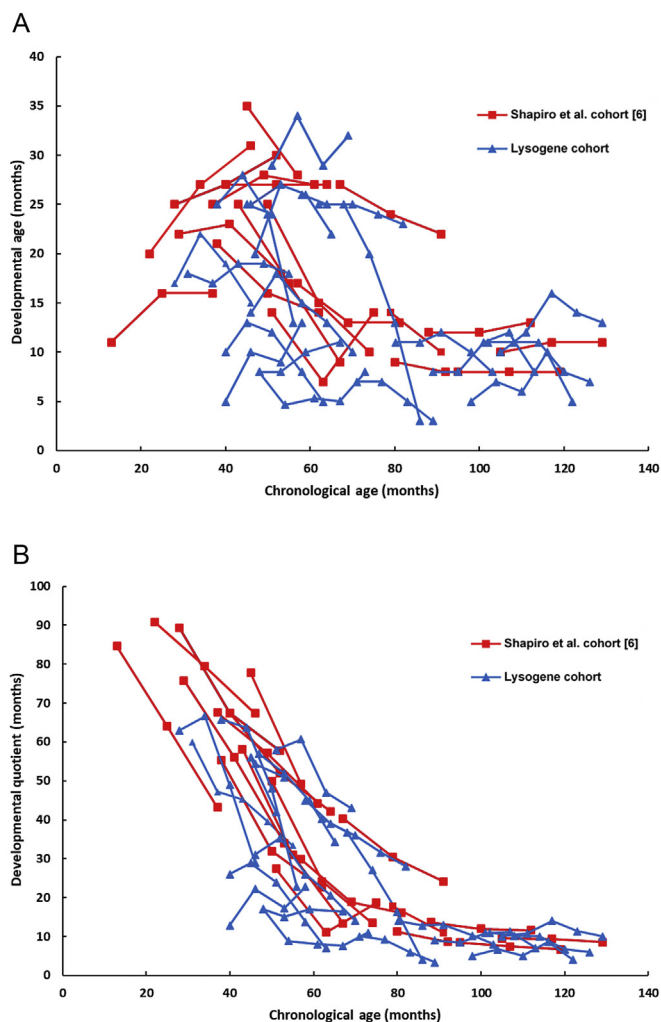 A
40
35
30
25
20
15
10
5
0
Developmental age (months)
Shapiro et al. cohort [6]
Lysogene cohort
0 20 40 60 80 100 120 140
Chronological age (months)
B
100
90
80
70
60
50
40
30
20
10
0
Developmental quotient (months)
Shapiro et al. cohort [6]
Lysogene cohort
0 20 40 60 80 100 120 140
Chronological age (months)